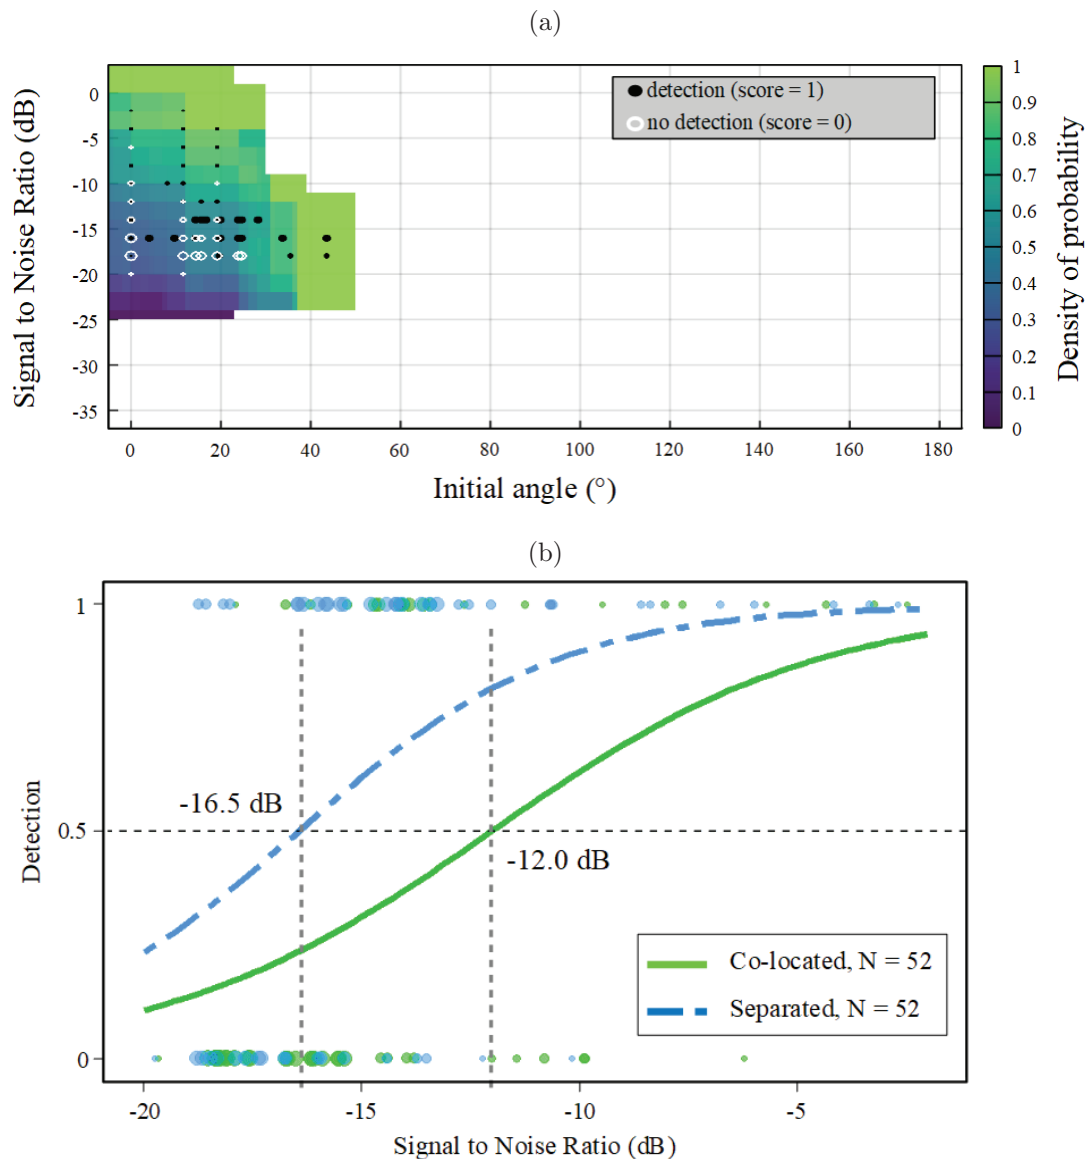 (a)
Signal to Noise Ratio (dB)
0
-5
-10
-15
-20
-25
-30
-35
detection (score = 1)
no detection (score = 0)
0
20
40
60
80
100
120
140
160
180
Initial angle (°)
1
0.9
0.8
0.7
0.6
0.5
0.4
0.3
0.2
0.1
0
Density of probability
(b)
Detection
1
0.5
0
-16.5 dB
-12.0 dB
Co-located, N = 52
Separated, N = 52
-20
-15
-10
-5
Signal to Noise Ratio (dB)